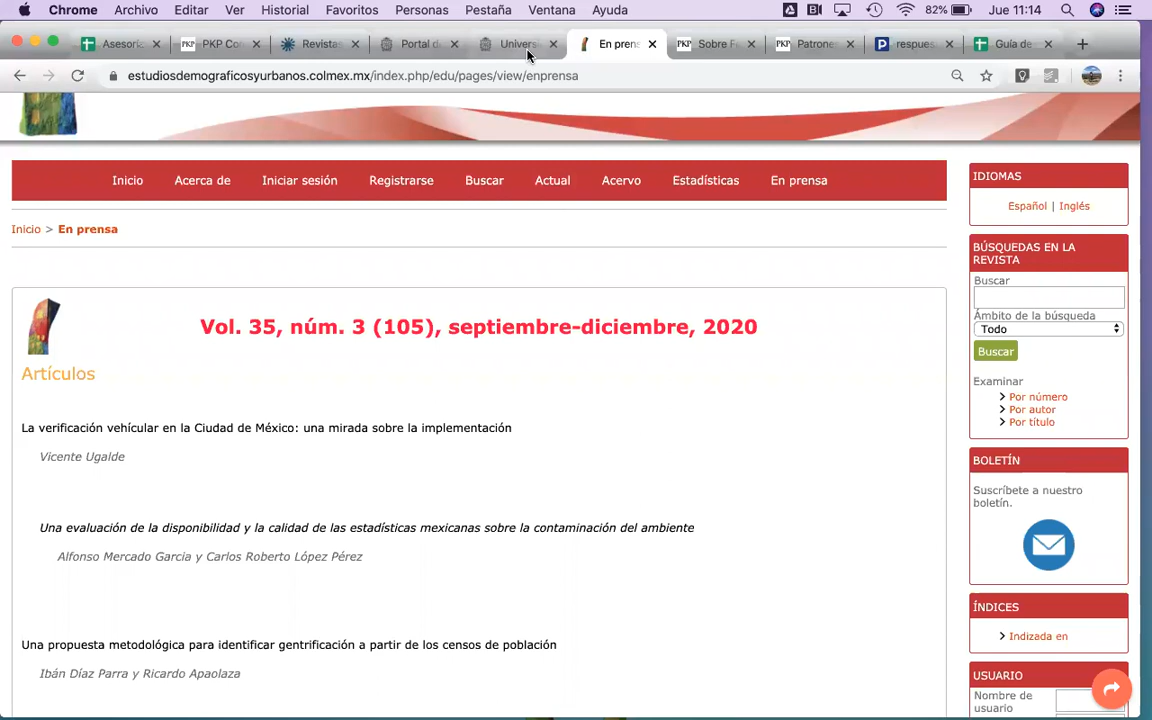 Chrome Archivo Editar Ver Historial Favoritos Personas Pestaña Ventana Ayuda 82% Jue 11:14
Asesoría PKP Co Revistas Portal d Univers En prens Sobre F Patrone respues Guía de
estudiosdemograficosyurbanos.colmex.mx/index.php/edu/pages/view/enprensa
Inicio Acerca de Iniciar sesión Registrarse Buscar Actual Acervo Estadísticas En prensa
Inicio > En prensa
Vol. 35, núm. 3 (105), septiembre-diciembre, 2020
Artículos
La verificación vehícular en la Ciudad de México: una mirada sobre la implementación
Vicente Ugalde
Una evaluación de la disponibilidad y la calidad de las estadísticas mexicanas sobre la contaminación del ambiente
Alfonso Mercado Garcia y Carlos Roberto López Pérez
Una propuesta metodológica para identificar gentrificación a partir de los censos de población
Ibán Díaz Parra y Ricardo Apaolaza
IDIOMAS
Español | Inglés
BÚSQUEDAS EN LA
REVISTA
Buscar
Ámbito de la búsqueda
Todo
Buscar
Examinar
Por número
Por autor
Por título
BOLETÍN
Suscríbete a nuestro
boletín.
ÍNDICES
Indizada en
USUARIO
Nombre de
usuario